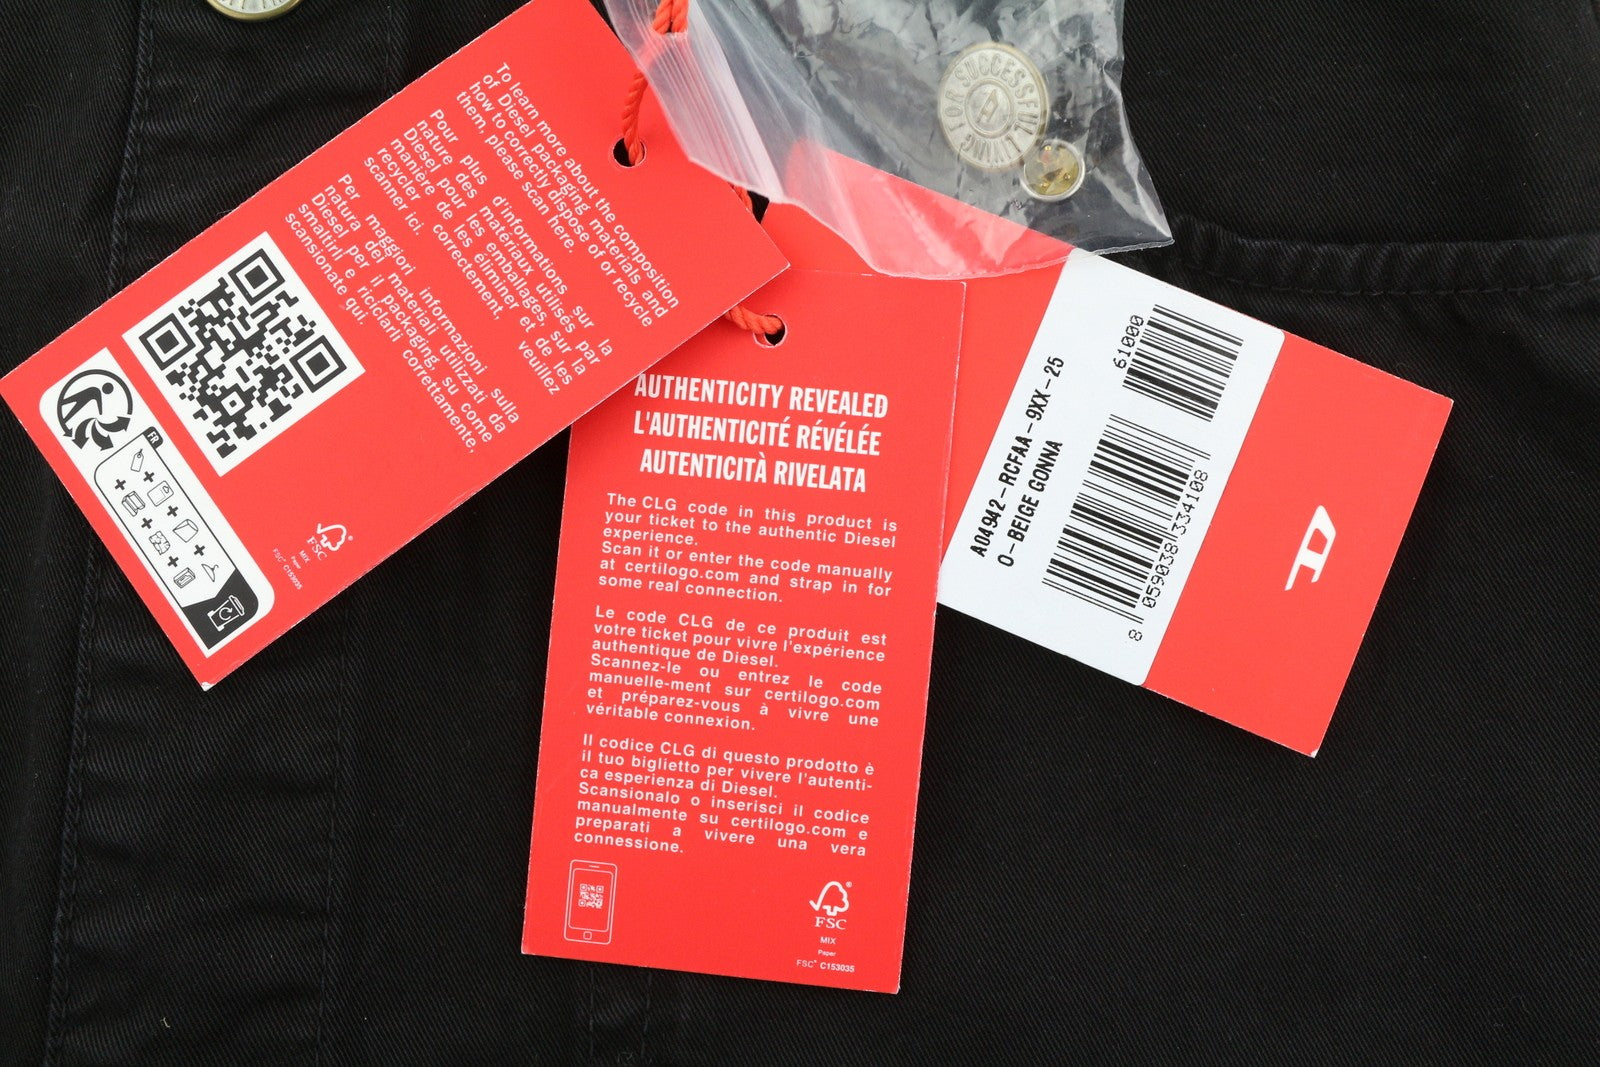 To learn more about the composition
of Diesel packaging materials and
how to correctly dispose of or recycle
them, please scan here.
Pour plus d'informations sur la
nature des matériaux utilisés par
Diesel pour les emballages, sur la
manière de les éliminer et de les
recycler correctement, veuillez
scanner ici.
Per maggiori informazioni sulla
natura dei materiali utilizzati da
Diesel per il packaging, su come
smaltirli e riciclarli correttamente,
scansionate qui.
FR
FSC®
MIX
Paper
FSC® C153035
AUTHENTICITY REVEALED
L'AUTHENTICITÉ RÉVÉLÉE
AUTENTICITÀ RIVELATA
The CLG code in this product is
your ticket to the authentic Diesel
experience.
Scan it or enter the code manually
at certilogo.com and strap in for
some real connection.
Le code CLG de ce produit est
votre ticket pour vivre l'expérience
authentique de Diesel.
Scannez-le ou entrez le code
manuelle-ment sur certilogo.com
et préparez-vous à vivre une
véritable connexion.
Il codice CLG di questo prodotto è
il tuo biglietto per vivere l'autenti-
ca esperienza di Diesel.
Scansionalo o inserisci il codice
manualmente su certilogo.com e
preparati a vivere una vera
connessione.
FSC®
MIX
Paper
FSC® C153035
FOR SUCCESSFUL LIVING
D
A04942-RCFAA-9XX-25
O-BEIGE GONNA
61000
8 059038 334108
D